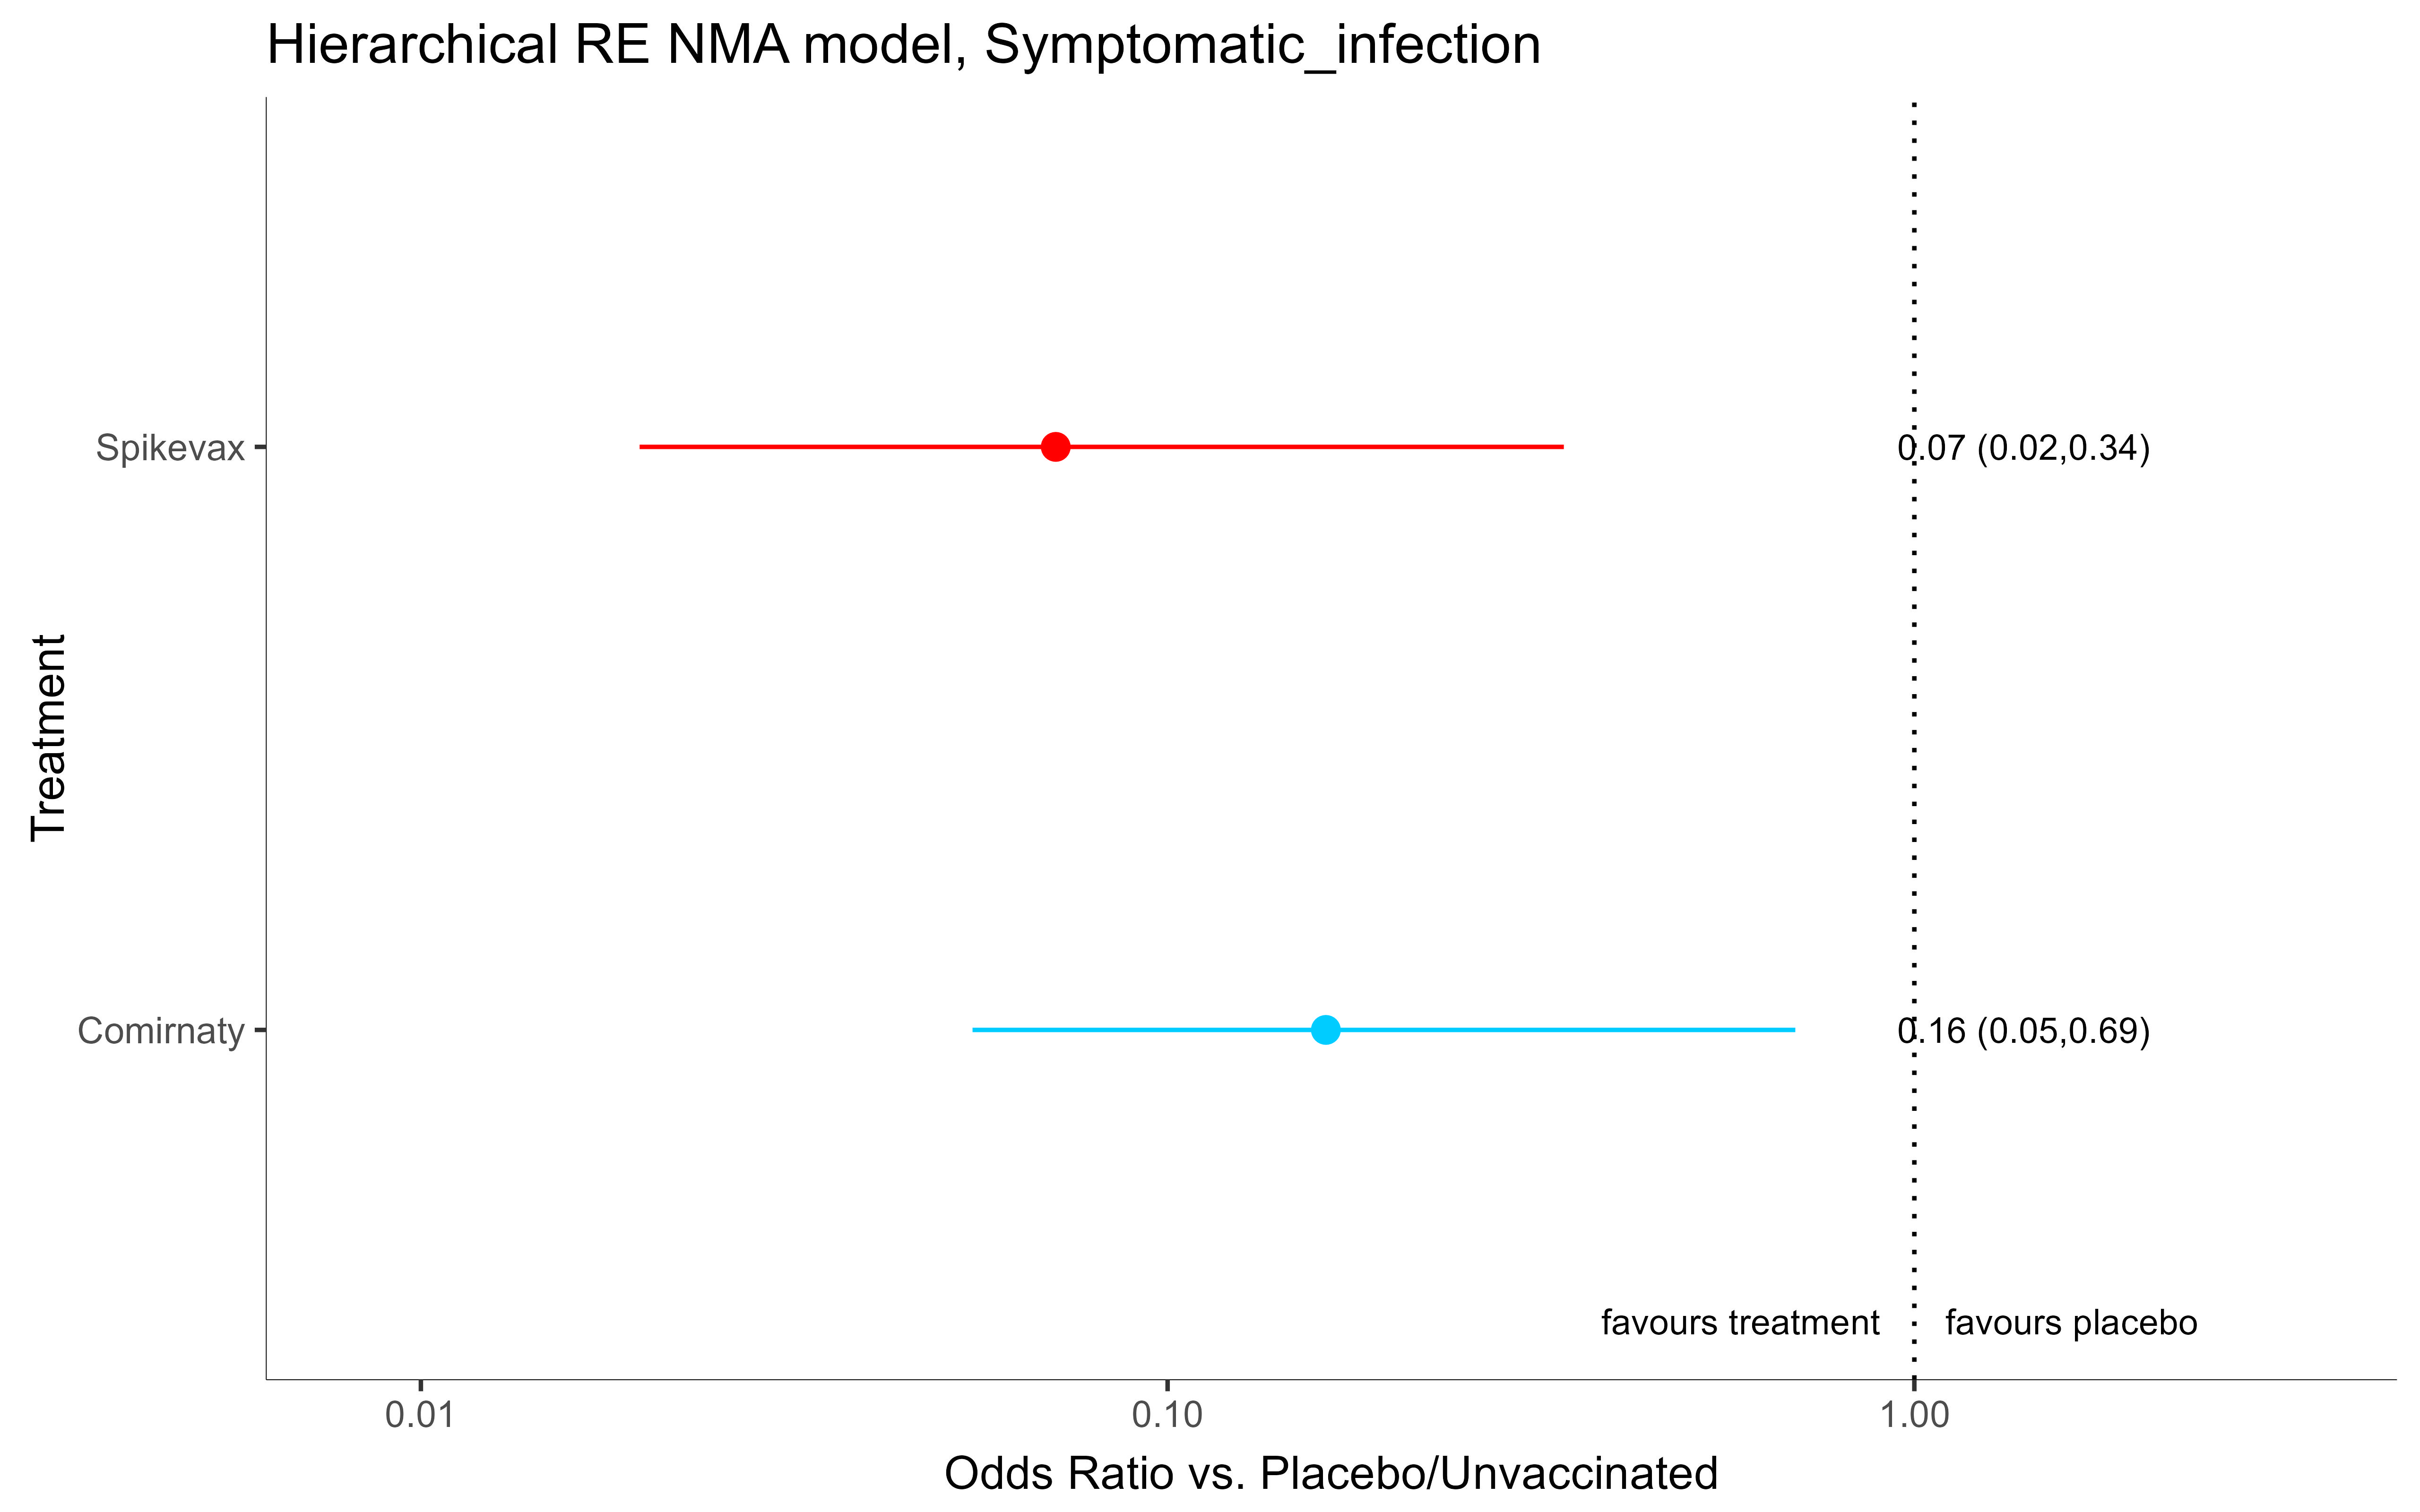 Hierarchical RE NMA model, Symptomatic_infection
Treatment
Spikevax
0.07 (0.02,0.34)
Comirnaty
0.16 (0.05,0.69)
favours treatment
favours placebo
0.01
0.10
1.00
Odds Ratio vs. Placebo/Unvaccinated